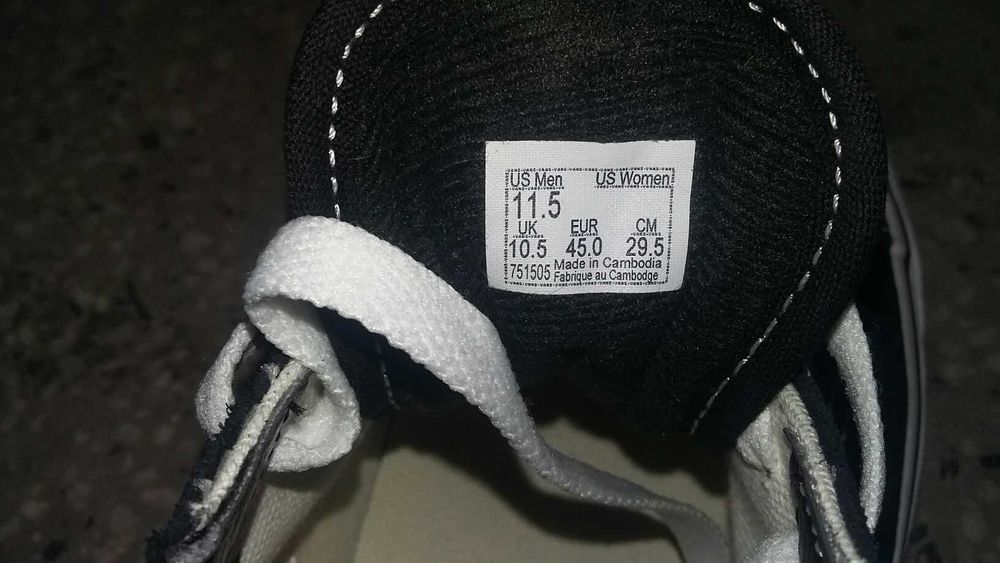 US Men US Women
11.5
UK EUR CM
10.5 45.0 29.5
751505 Made in Cambodia
Fabrique au Cambodge